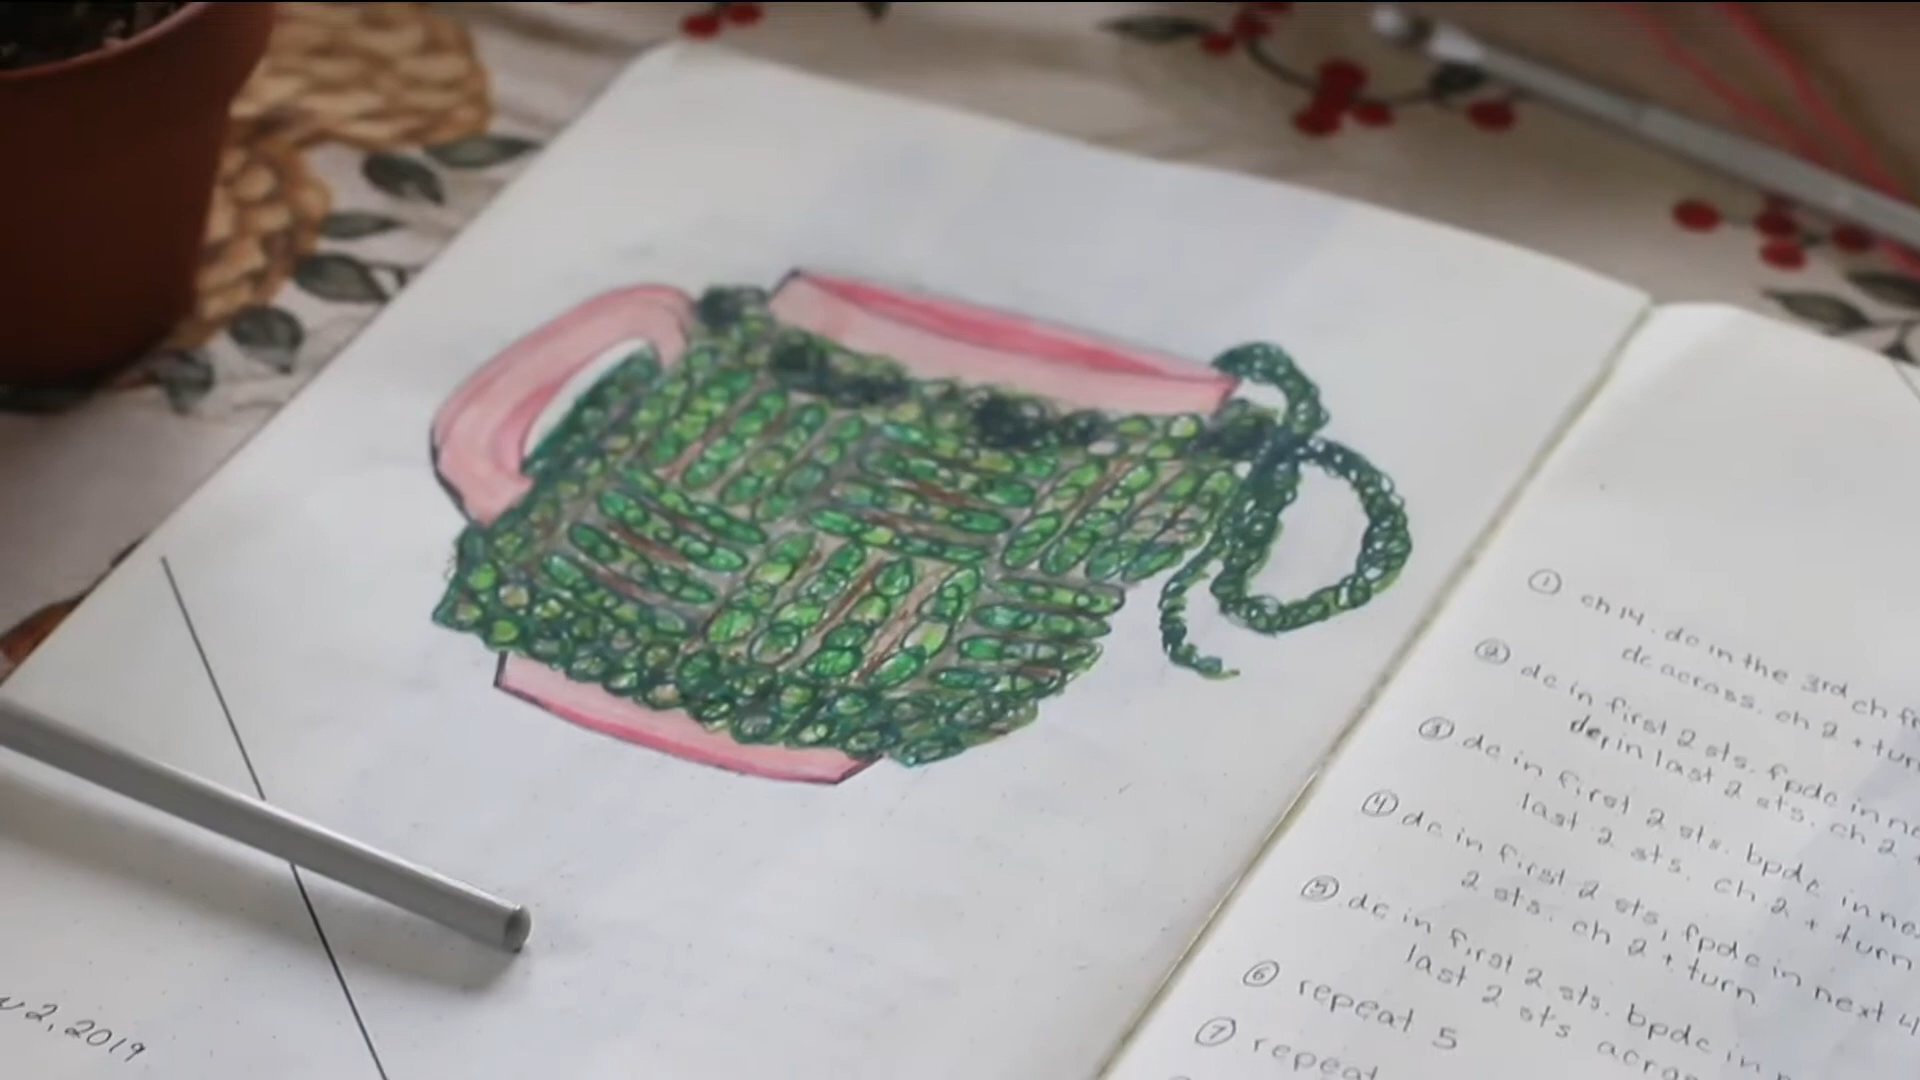 ① ch 14. dc in the 3rd ch
dc across. ch 2 + turn
② dc in first 2 sts. fpdc in
in last 2 sts. ch 2
③ dc in first 2 sts. bpdc in
last 2 sts. ch 2 + turn
④ dc in first 2 sts, fpdc in next 4
2 sts. ch 2 + turn
⑤ dc in first 2 sts. bpdc in
last 2 sts
⑥ repeat 5
⑦ repeat
2, 2019